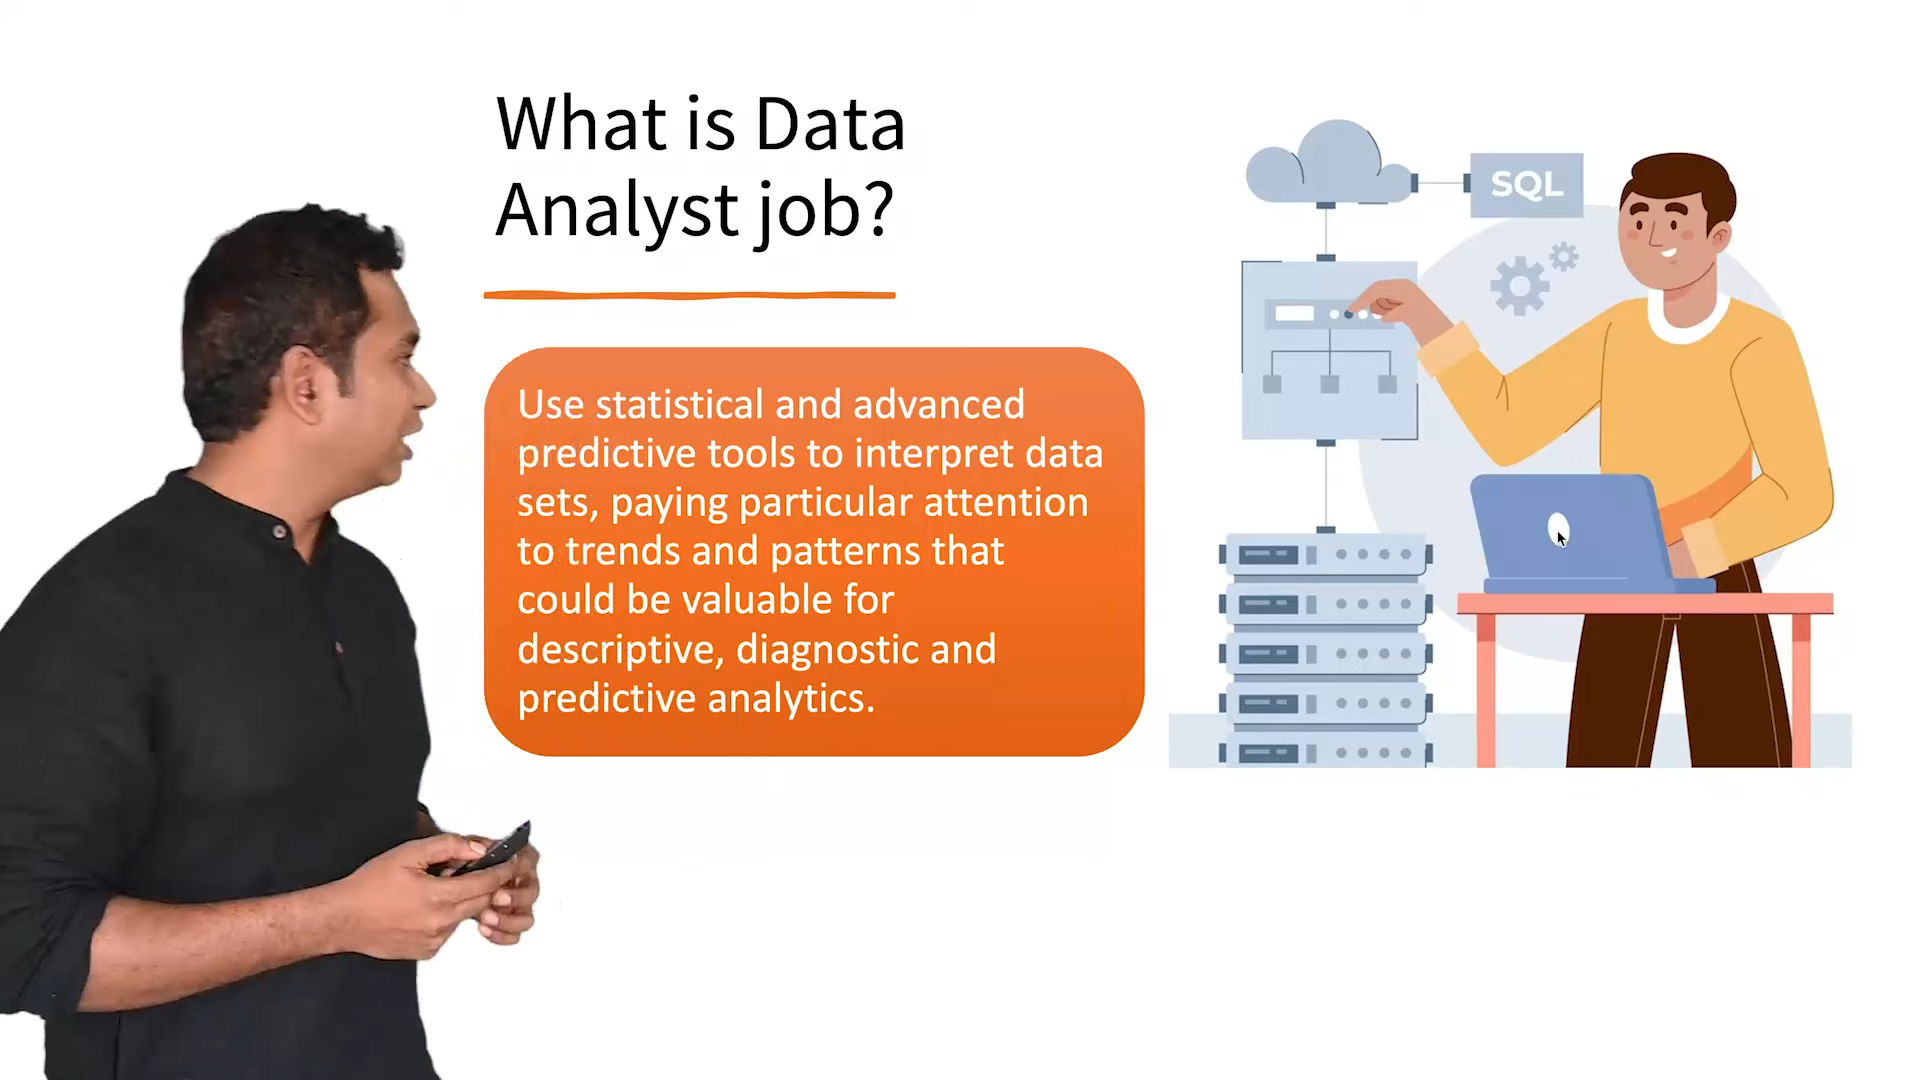 What is Data
Analyst job?
SQL
Use statistical and advanced
predictive tools to interpret data
sets, paying particular attention
to trends and patterns that
could be valuable for
descriptive, diagnostic and
predictive analytics.